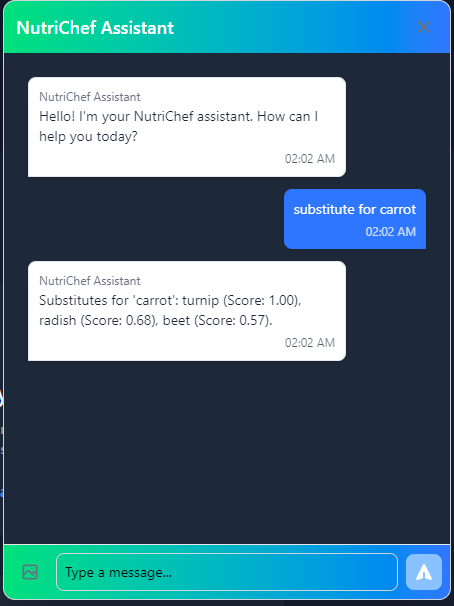 NutriChef Assistant
NutriChef Assistant
Hello! I'm your NutriChef assistant. How can I
help you today?
02:02 AM
substitute for carrot
02:02 AM
NutriChef Assistant
Substitutes for 'carrot': turnip (Score: 1.00),
radish (Score: 0.68), beet (Score: 0.57).
02:02 AM
Type a message...